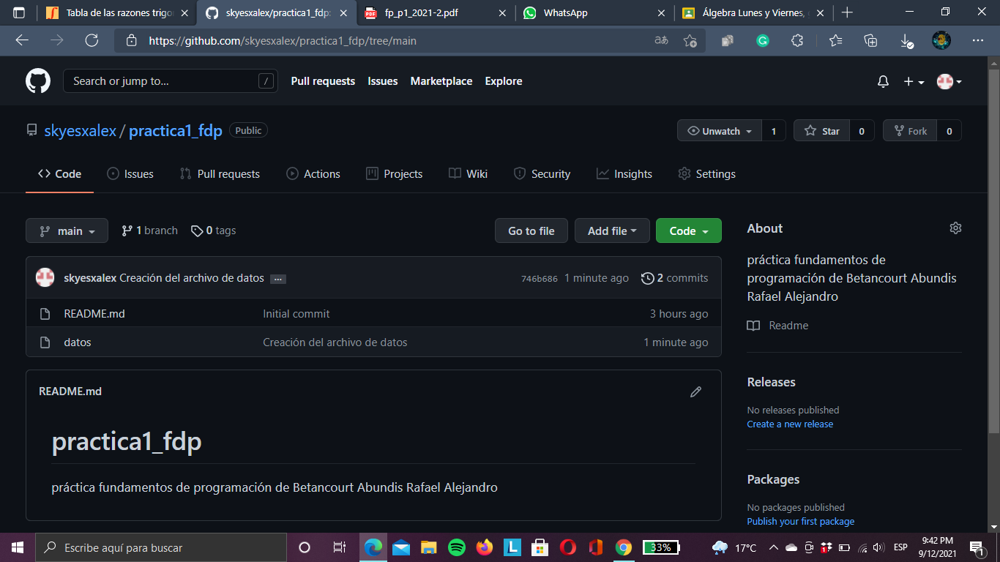 Tabla de las razones trigo
skyesxalex/practica1_fdp:
fp_p1_2021-2.pdf
WhatsApp
Álgebra Lunes y Viernes,
https://github.com/skyesxalex/practica1_fdp/tree/main
Search or jump to... /
Pull requests Issues Marketplace Explore
skyesxalex / practica1_fdp Public
Unwatch 1 Star 0 Fork 0
Code Issues Pull requests Actions Projects Wiki Security Insights Settings
main 1 branch 0 tags
Go to file Add file Code
skyesxalex Creación del archivo de datos ... 746b686 1 minute ago 2 commits
README.md Initial commit 3 hours ago
datos Creación del archivo de datos 1 minute ago
README.md
practica1_fdp
práctica fundamentos de programación de Betancourt Abundis Rafael Alejandro
About
práctica fundamentos de
programación de Betancourt Abundis
Rafael Alejandro
Readme
Releases
No releases published
Create a new release
Packages
No packages published
Publish your first package
Escribe aquí para buscar
33%
17°C
ESP
9:42 PM
9/12/2021
1